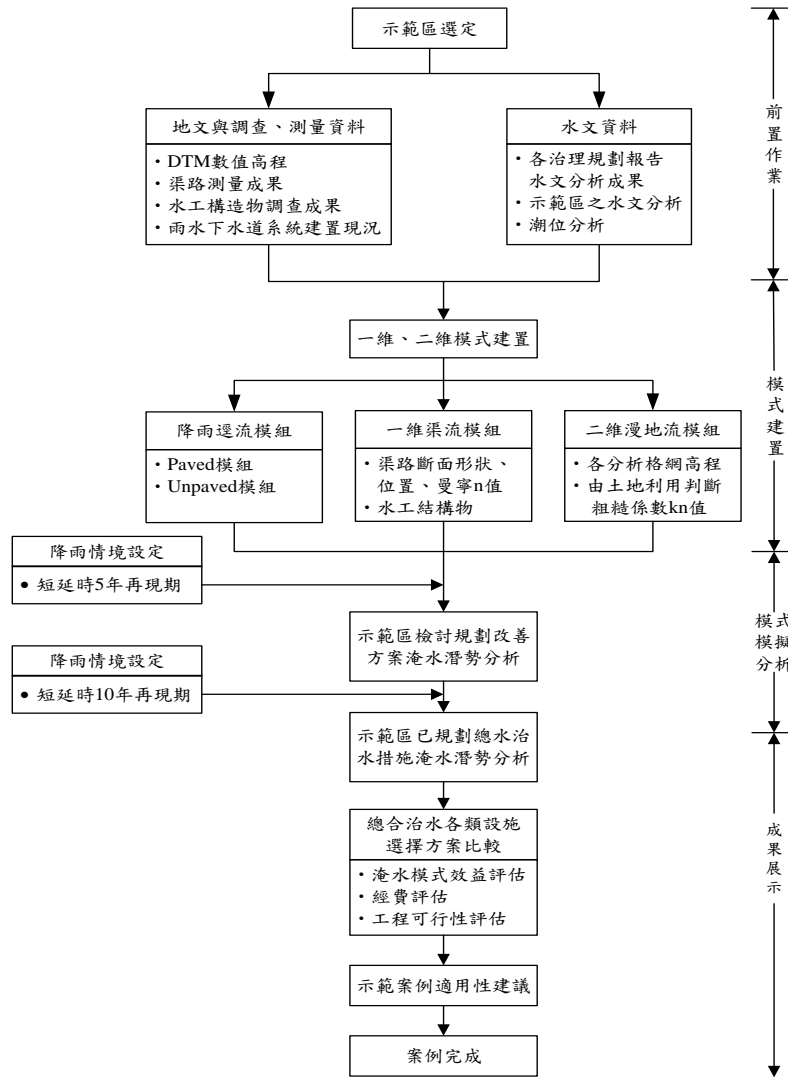 示範區選定
地文與調查、測量資料
・DTM數值高程
・渠路測量成果
・水工構造物調查成果
・雨水下水道系統建置現況
水文資料
・各治理規劃報告
水文分析成果
・示範區之水文分析
・潮位分析
前置作業
一維、二維模式建置
降雨逕流模組
・Paved模組
・Unpaved模組
一維渠流模組
・渠路斷面形狀、
位置、曼寧n值
・水工結構物
二維漫地流模組
・各分析格網高程
・由土地利用判斷
粗糙係數kn值
模式建置
降雨情境設定
• 短延時5年再現期
示範區檢討規劃改善
方案淹水潛勢分析
模式
模擬
分析
降雨情境設定
• 短延時10年再現期
示範區已規劃總水治
水措施淹水潛勢分析
總合治水各類設施
選擇方案比較
・淹水模式效益評估
・經費評估
・工程可行性評估
成果展示
示範案例適用性建議
案例完成